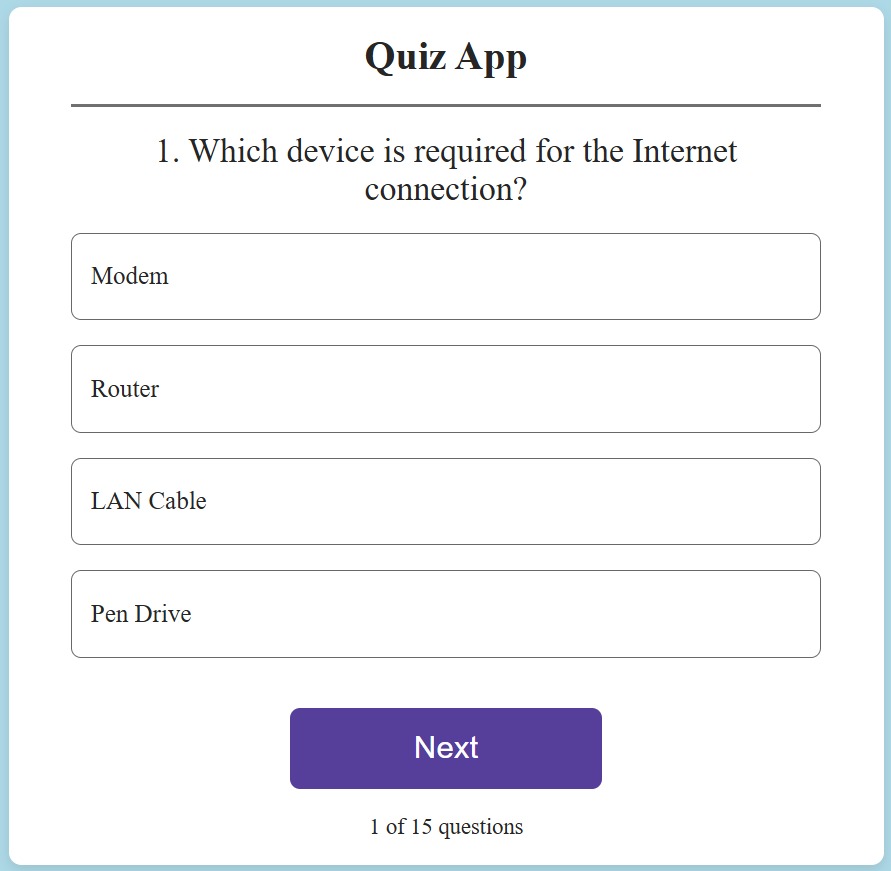 Quiz App
1. Which device is required for the Internet
connection?
Modem
Router
LAN Cable
Pen Drive
Next
1 of 15 questions